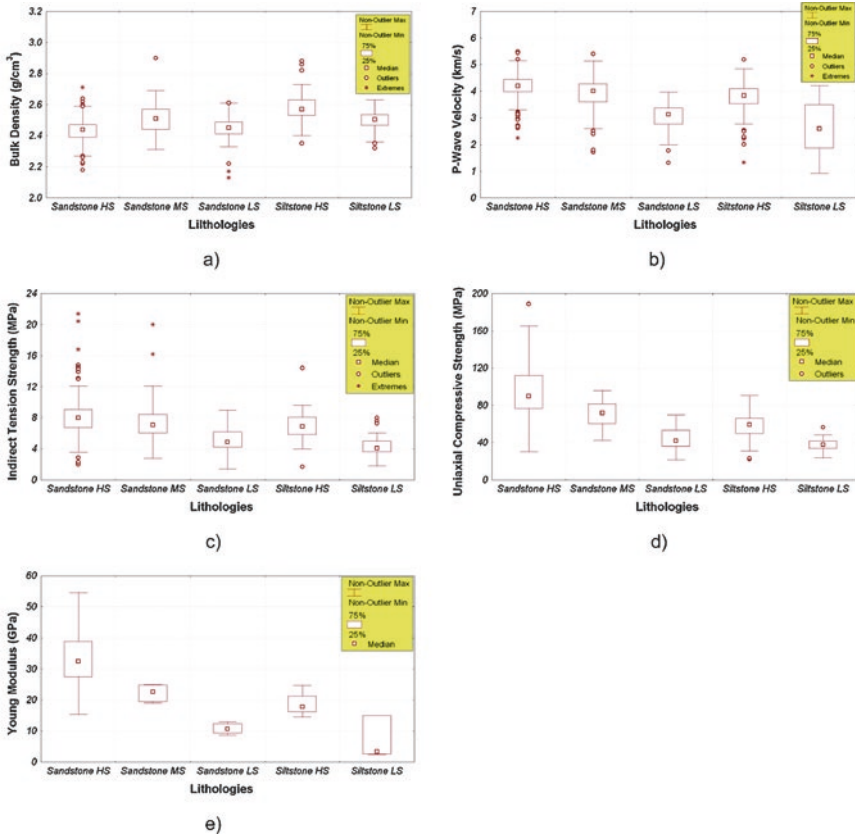 Bulk Density (g/cm³)
3.2
3.0
2.8
2.6
2.4
2.2
2.0
Non-Outlier Max
Non-Outlier Min
75%
25%
Median
Outliers
Extremes
Sandstone HS Sandstone MS Sandstone LS Siltstone HS Siltstone LS
Lithologies
a)
P-Wave Velocity (km/s)
7
6
5
4
3
2
1
0
Non-Outlier Max
Non-Outlier Min
75%
25%
Median
Outliers
Extremes
Sandstone HS Sandstone MS Sandstone LS Siltstone HS Siltstone LS
Lithologies
b)
Indirect Tension Strength (MPa)
24
20
16
12
8
4
0
Non-Outlier Max
Non-Outlier Min
75%
25%
Median
Outliers
Extremes
Sandstone HS Sandstone MS Sandstone LS Siltstone HS Siltstone LS
Lithologies
c)
Uniaxial Compressive Strength (MPa)
200
160
120
80
40
0
Non-Outlier Max
Non-Outlier Min
75%
25%
Median
Outliers
Sandstone HS Sandstone MS Sandstone LS Siltstone HS Siltstone LS
Lithologies
d)
Young Modulus (GPa)
60
50
40
30
20
10
0
Non-Outlier Max
Non-Outlier Min
75%
25%
Median
Sandstone HS Sandstone MS Sandstone LS Siltstone HS Siltstone LS
Lithologies
e)